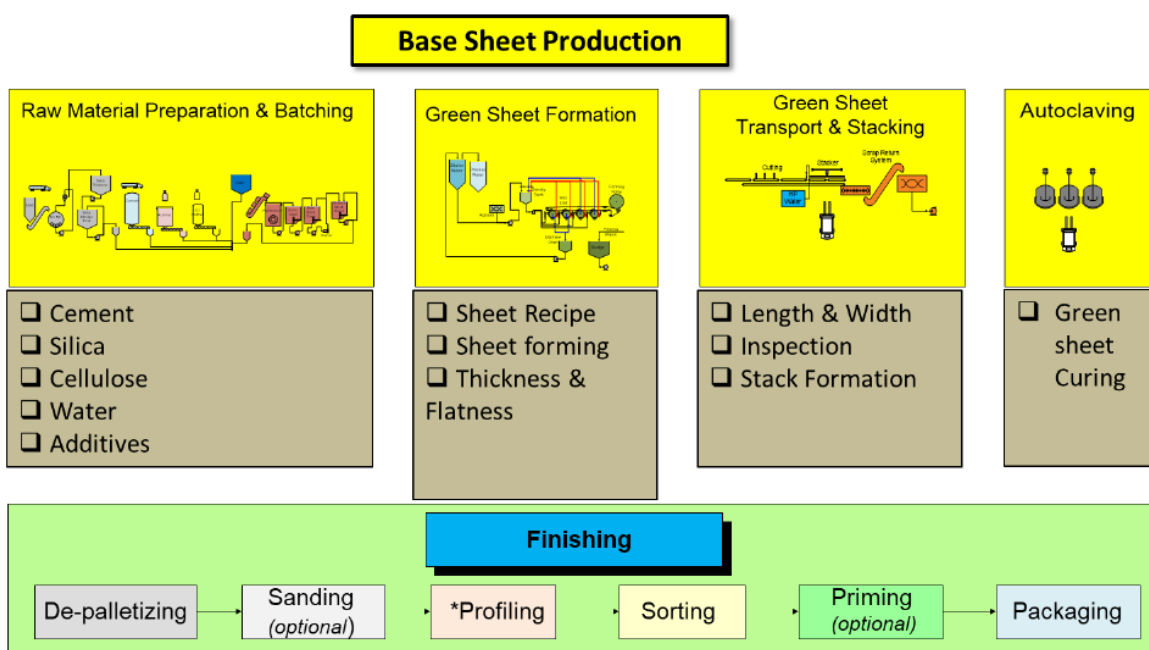 Base Sheet Production
Raw Material Preparation & Batching
Green Sheet Formation
Green Sheet
Transport & Stacking
Autoclaving
Cutting
Stacker
Scrap Return
System
Water
❑ Cement
❑ Silica
❑ Cellulose
❑ Water
❑ Additives
❑ Sheet Recipe
❑ Sheet forming
❑ Thickness &
Flatness
❑ Length & Width
❑ Inspection
❑ Stack Formation
❑ Green
sheet
Curing
Finishing
De-palletizing
Sanding
(optional)
*Profiling
Sorting
Priming
(optional)
Packaging